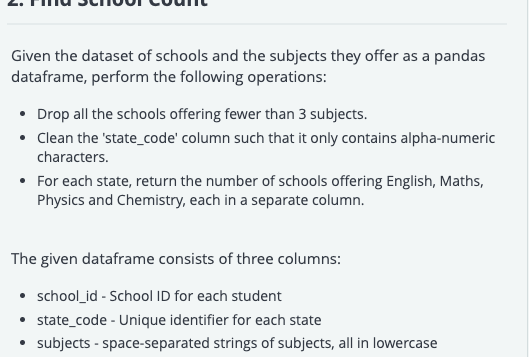 2. Find School Count
Given the dataset of schools and the subjects they offer as a pandas
dataframe, perform the following operations:
• Drop all the schools offering fewer than 3 subjects.
• Clean the 'state_code' column such that it only contains alpha-numeric
characters.
• For each state, return the number of schools offering English, Maths,
Physics and Chemistry, each in a separate column.
The given dataframe consists of three columns:
• school_id - School ID for each student
• state_code - Unique identifier for each state
• subjects - space-separated strings of subjects, all in lowercase